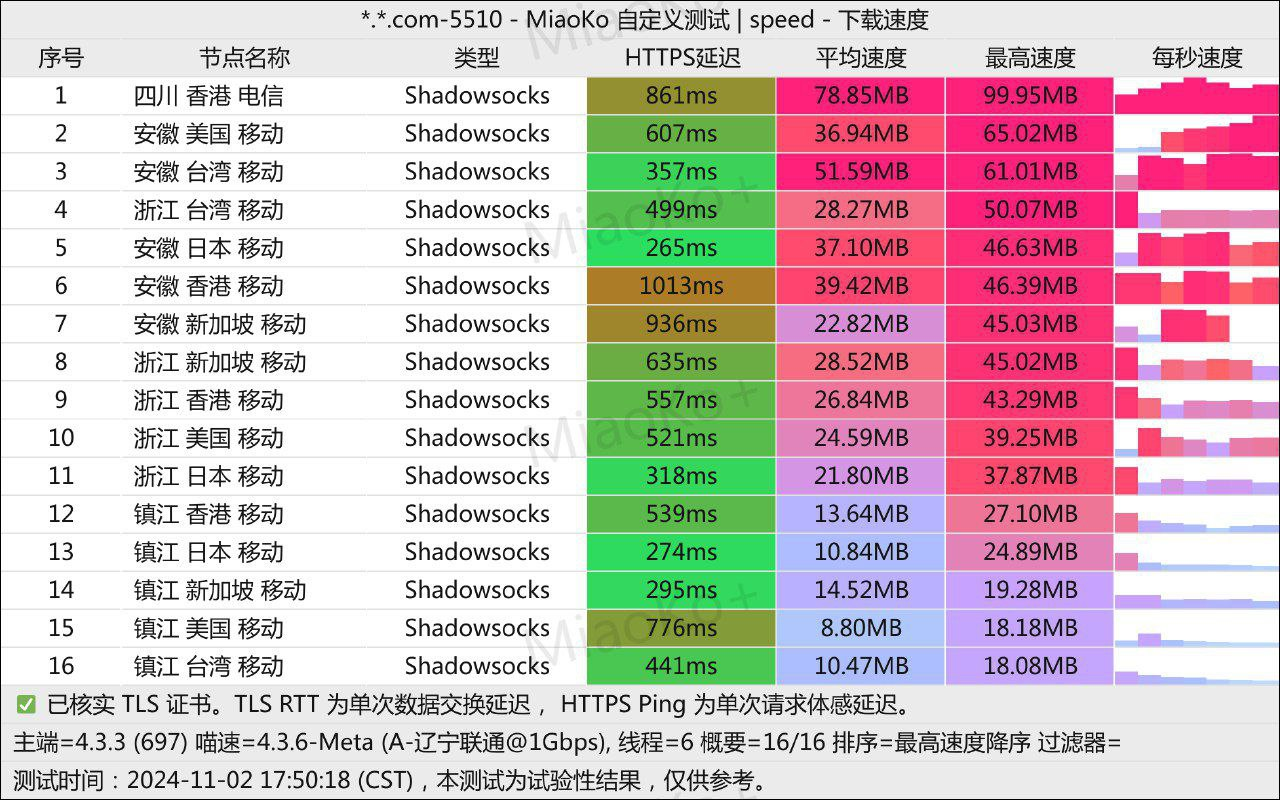 *.*.com-5510 - MiaoKo 自定义测试 | speed - 下载速度
序号 节点名称 类型 HTTPS延迟 平均速度 最高速度 每秒速度
1 四川 香港 电信 Shadowsocks 861ms 78.85MB 99.95MB
2 安徽 美国 移动 Shadowsocks 607ms 36.94MB 65.02MB
3 安徽 台湾 移动 Shadowsocks 357ms 51.59MB 61.01MB
4 浙江 台湾 移动 Shadowsocks 499ms 28.27MB 50.07MB
5 安徽 日本 移动 Shadowsocks 265ms 37.10MB 46.63MB
6 安徽 香港 移动 Shadowsocks 1013ms 39.42MB 46.39MB
7 安徽 新加坡 移动 Shadowsocks 936ms 22.82MB 45.03MB
8 浙江 新加坡 移动 Shadowsocks 635ms 28.52MB 45.02MB
9 浙江 香港 移动 Shadowsocks 557ms 26.84MB 43.29MB
10 浙江 美国 移动 Shadowsocks 521ms 24.59MB 39.25MB
11 浙江 日本 移动 Shadowsocks 318ms 21.80MB 37.87MB
12 镇江 香港 移动 Shadowsocks 539ms 13.64MB 27.10MB
13 镇江 日本 移动 Shadowsocks 274ms 10.84MB 24.89MB
14 镇江 新加坡 移动 Shadowsocks 295ms 14.52MB 19.28MB
15 镇江 美国 移动 Shadowsocks 776ms 8.80MB 18.18MB
16 镇江 台湾 移动 Shadowsocks 441ms 10.47MB 18.08MB
✅ 已核实 TLS 证书。TLS RTT 为单次数据交换延迟， HTTPS Ping 为单次请求体感延迟。
主端=4.3.3 (697) 喵速=4.3.6-Meta (A-辽宁联通@1Gbps), 线程=6 概要=16/16 排序=最高速度降序 过滤器=
测试时间：2024-11-02 17:50:18 (CST)，本测试为试验性结果，仅供参考。
MiaoKo+
MiaoKo+
MiaoKo+
MiaoKo+